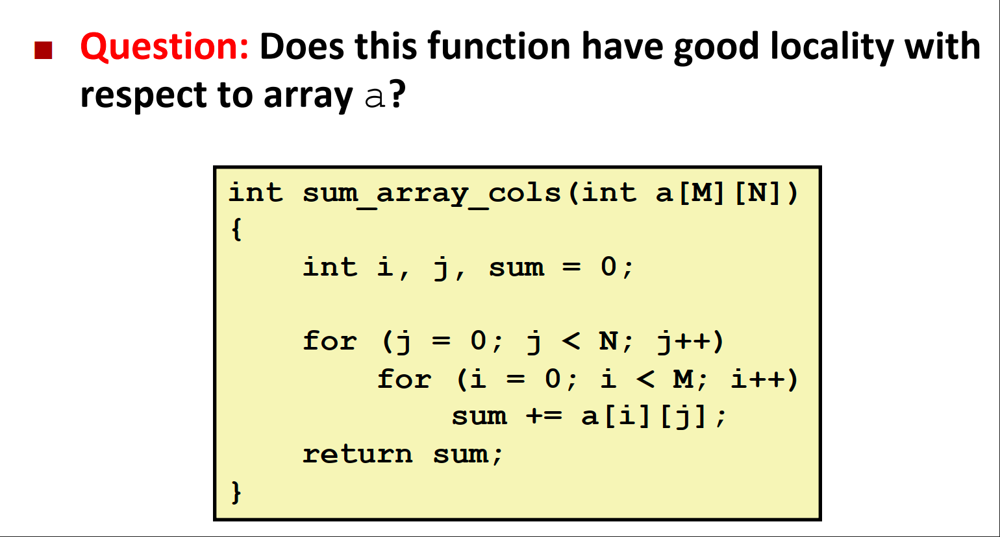 Question: Does this function have good locality with
respect to array a?
int sum_array_cols(int a[M][N])
{
    int i, j, sum = 0;
    for (j = 0; j < N; j++)
        for (i = 0; i < M; i++)
            sum += a[i][j];
    return sum;
}